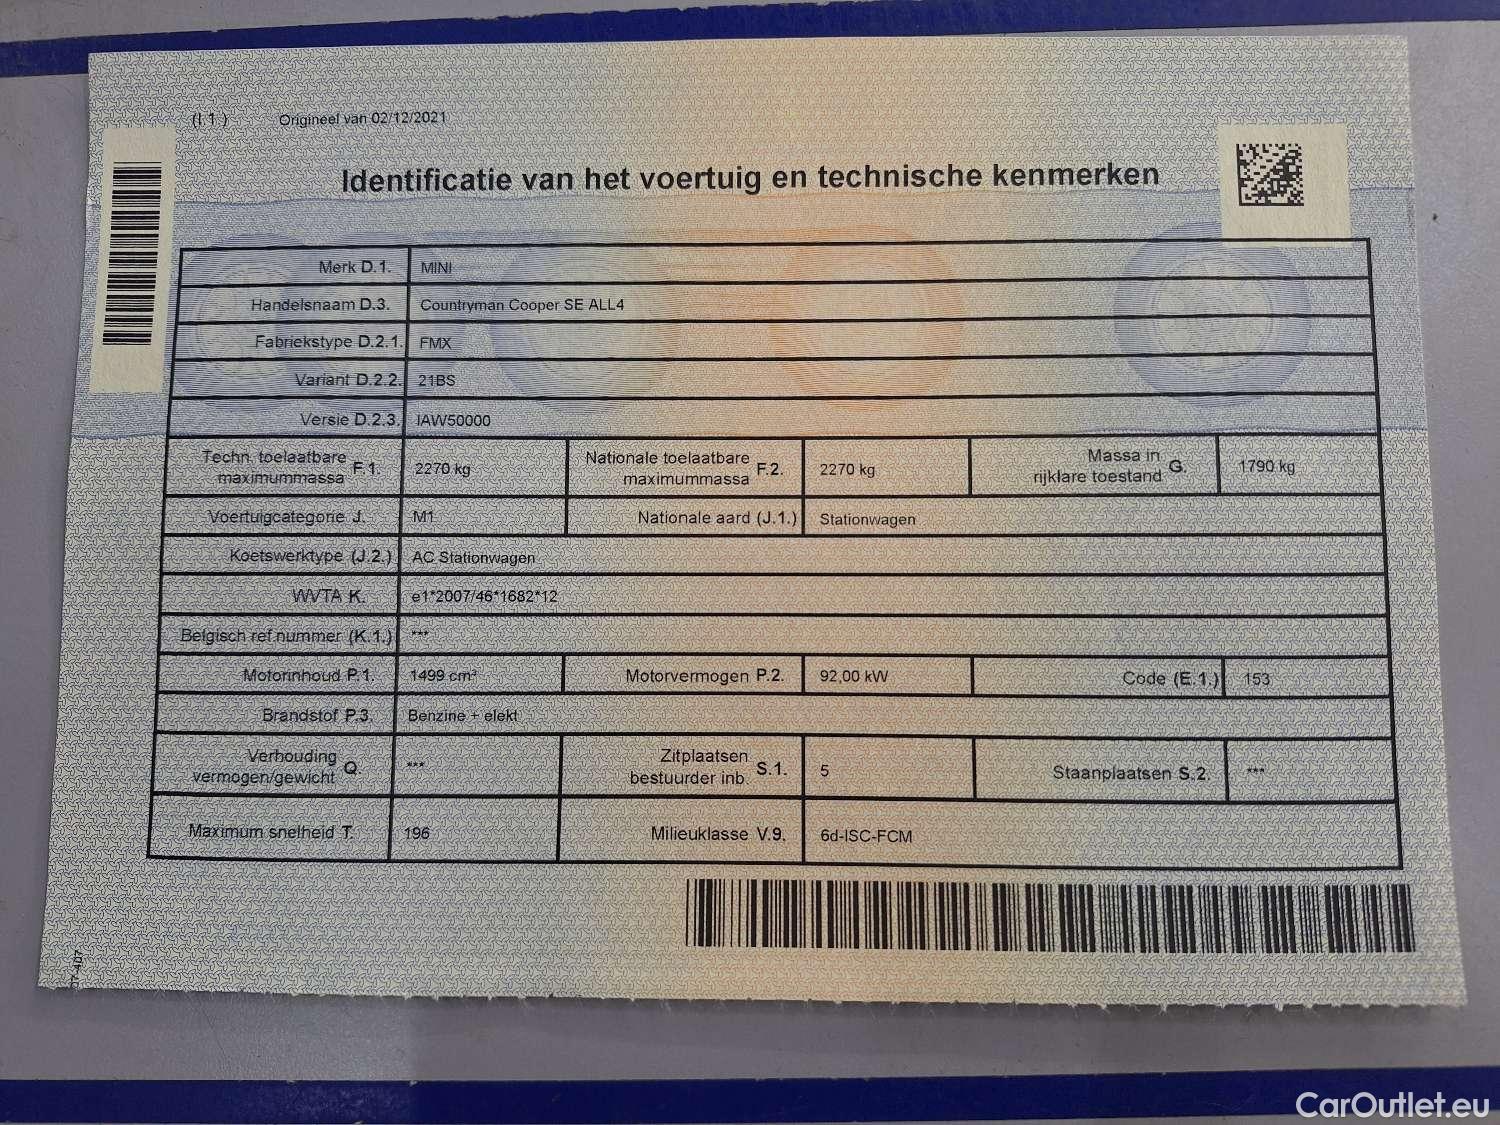 (I.1.) Origineel van 02/12/2021
Identificatie van het voertuig en technische kenmerken
Merk D.1. MINI
Handelsnaam D.3. Countryman Cooper SE ALL4
Fabriekstype D.2.1. FMX
Variant D.2.2. 21BS
Versie D.2.3. IAW50000
Techn. toelaatbare maximummassa F.1. 2270 kg Nationale toelaatbare maximummassa F.2. 2270 kg Massa in rijklare toestand G. 1790 kg
Voertuigcategorie J. M1 Nationale aard (J.1.) Stationwagen
Koetswerktype (J.2.) AC Stationwagen
WVTA K. e1*2007/46*1682*12
Belgisch ref nummer (K.1.) ***
Motorinhoud P.1. 1499 cm³ Motorvermogen P.2. 92,00 kW Code (E.1.) 153
Brandstof P.3. Benzine + elekt
Verhouding vermogen/gewicht Q. *** Zitplaatsen bestuurder inb. S.1. 5 Staanplaatsen S.2. ***
Maximum snelheid T. 196 Milieuklasse V.9. 6d-ISC-FCM
CarOutlet.eu